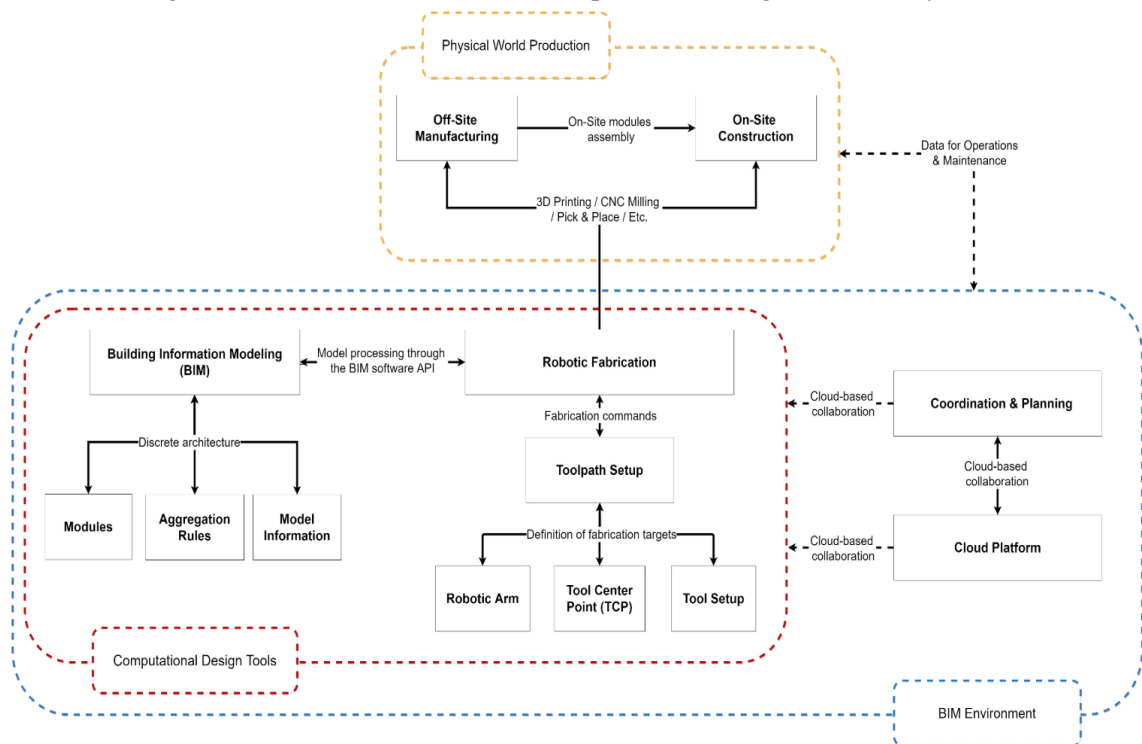 Physical World Production
Off-Site
Manufacturing
On-Site modules
assembly
On-Site
Construction
Data for Operations
& Maintenance
3D Printing / CNC Milling
/ Pick & Place / Etc.
Building Information Modeling
(BIM)
Model processing through
the BIM software API
Robotic Fabrication
Cloud-based
collaboration
Coordination & Planning
Fabrication commands
Discrete architecture
Toolpath Setup
Cloud-based
collaboration
Modules
Aggregation
Rules
Model
Information
Definition of fabrication targets
Cloud-based
collaboration
Cloud Platform
Robotic Arm
Tool Center
Point (TCP)
Tool Setup
Computational Design Tools
BIM Environment